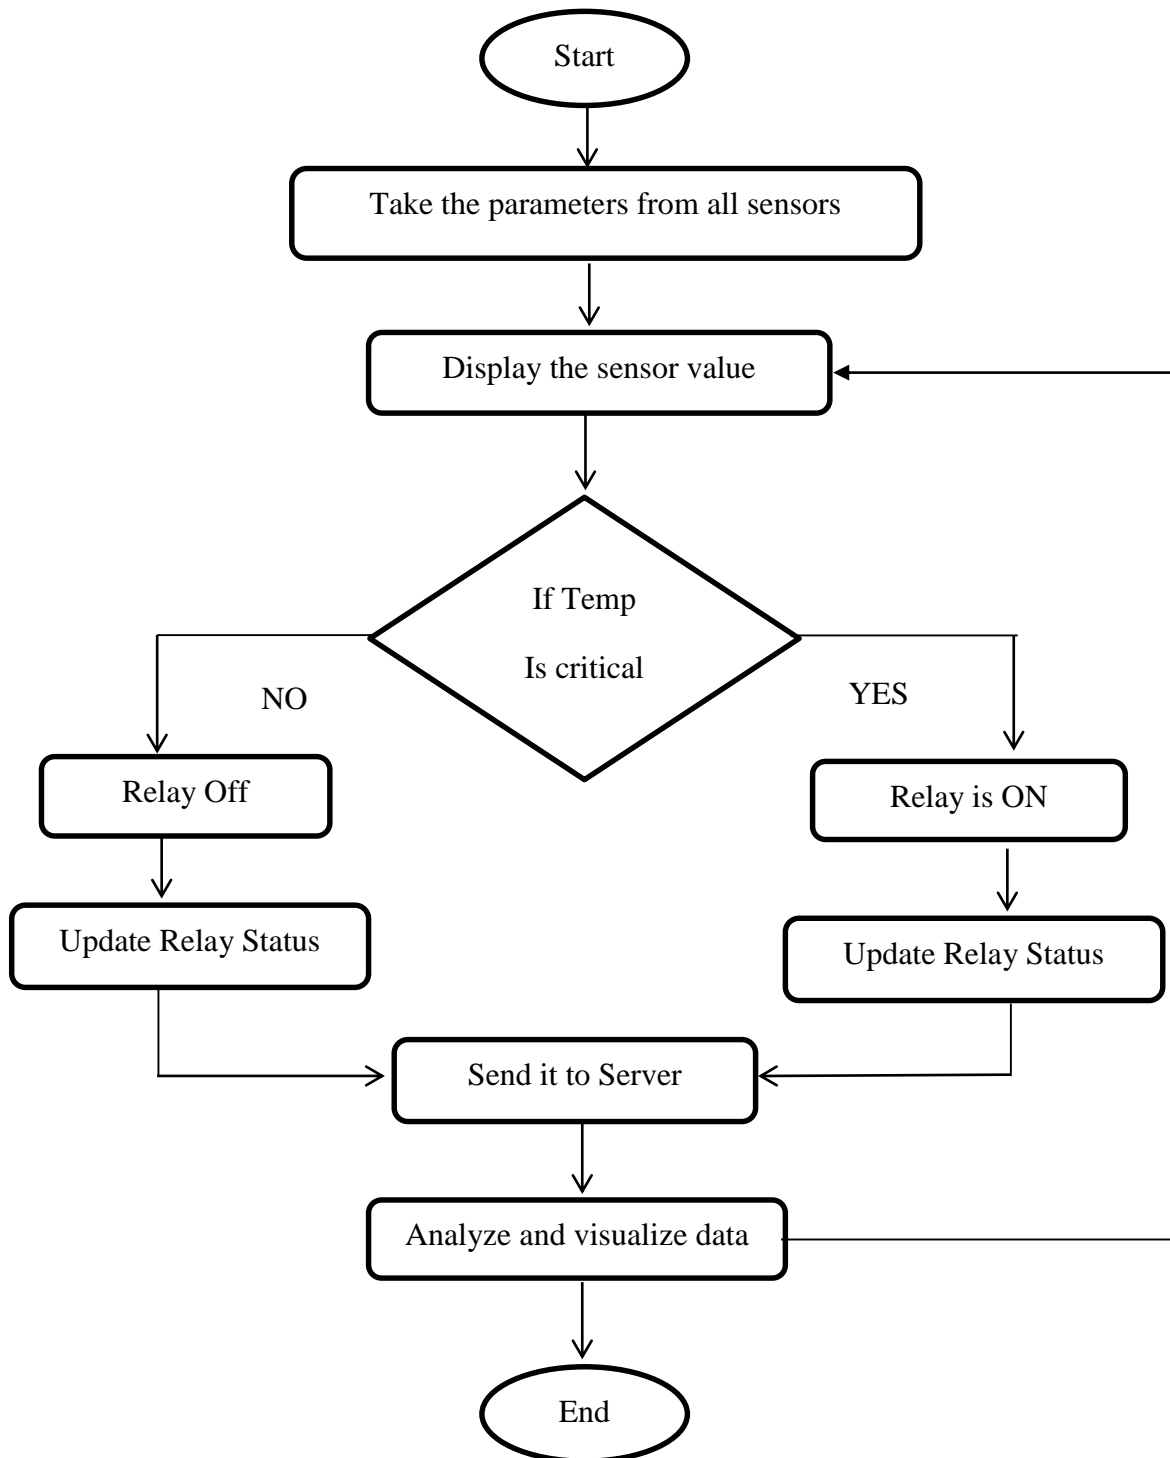 Start
Take the parameters from all sensors
Display the sensor value
If Temp
Is critical
NO
YES
Relay Off
Relay is ON
Update Relay Status
Update Relay Status
Send it to Server
Analyze and visualize data
End